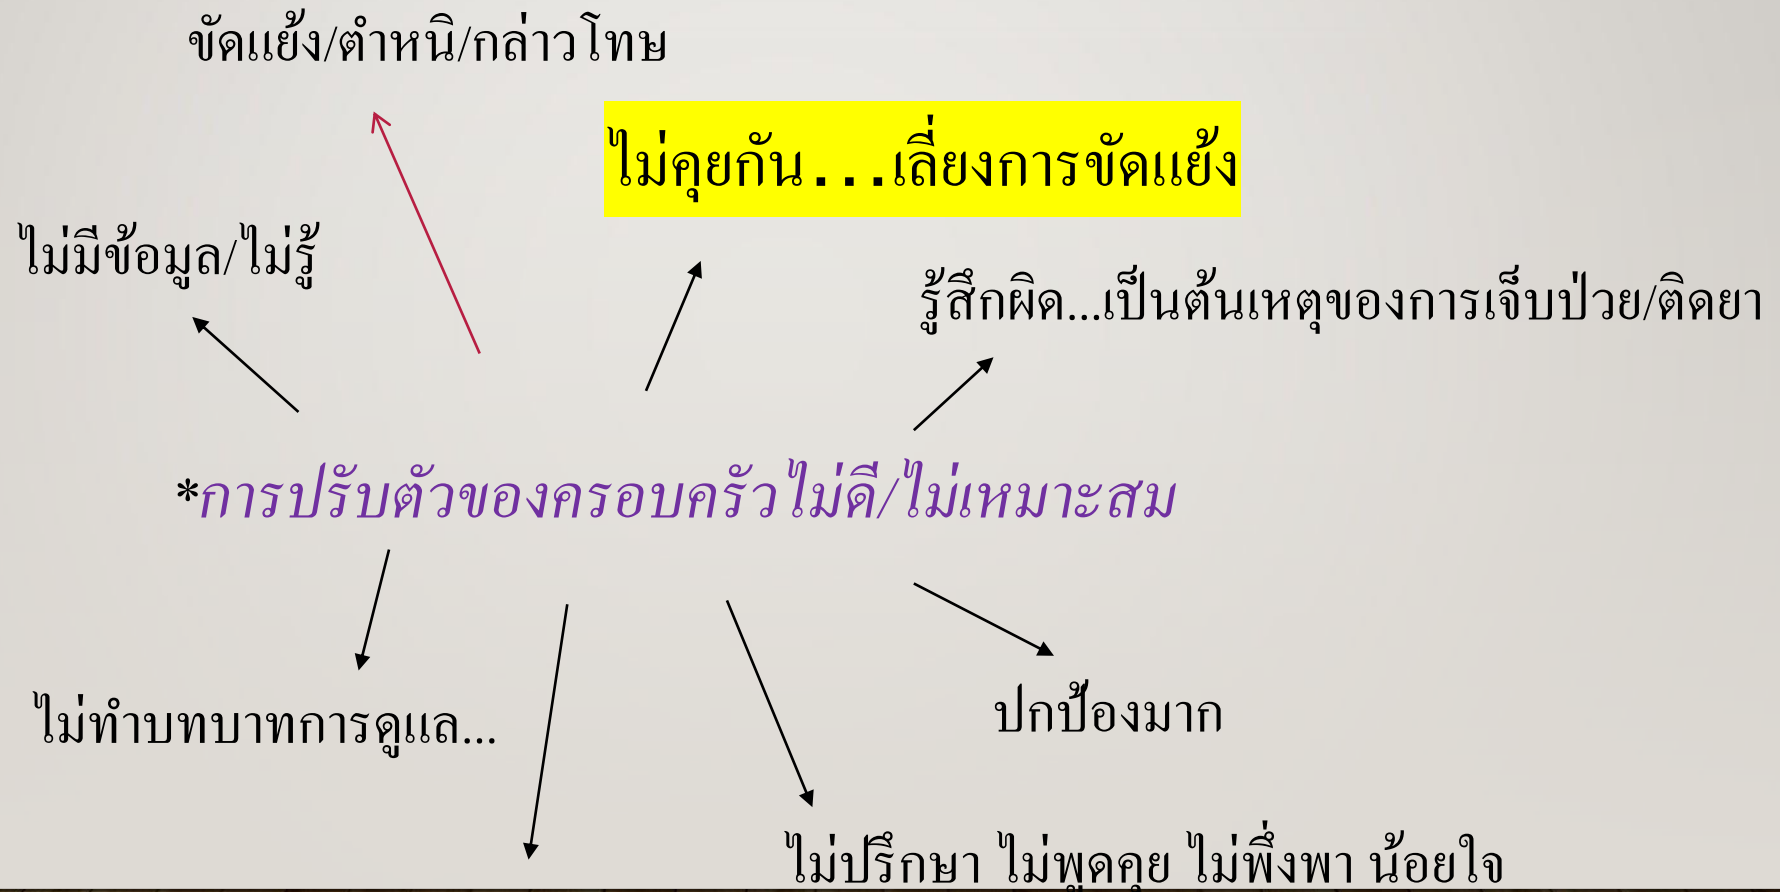 ขัดแย้ง/ตำหนิ/กล่าวโทษ
ไม่คุยกัน...เลี่ยงการขัดแย้ง
ไม่มีข้อมูล/ไม่รู้
รู้สึกผิด...เป็นต้นเหตุของการเจ็บป่วย/ติดยา
*การปรับตัวของครอบครัวไม่ดี/ไม่เหมาะสม
ไม่ทำบทบาทการดูแล...
ปกป้องมาก
ไม่ปรึกษา ไม่พูดคุย ไม่พึ่งพา น้อยใจ